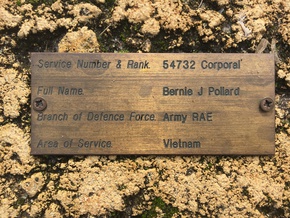 Service Number & Rank 54732 Corporal
Full Name Bernie J Pollard
Branch of Defence Force Army RAE
Area of Service Vietnam